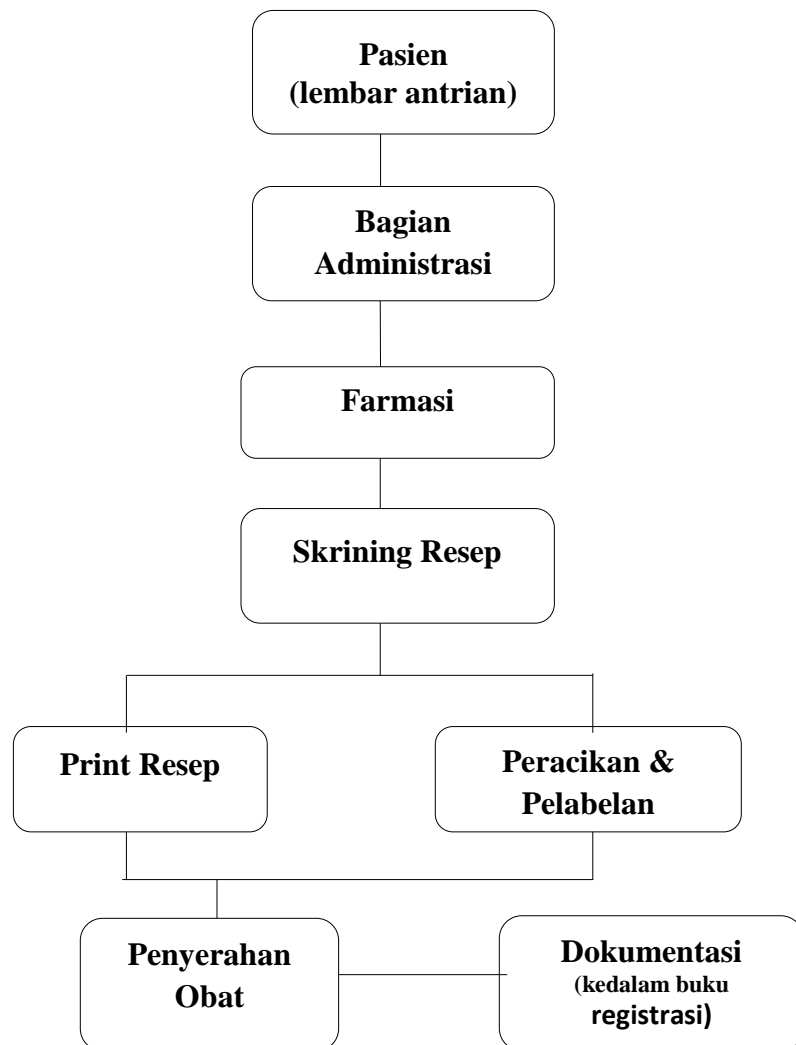 Pasien
(lembar antrian)
Bagian
Administrasi
Farmasi
Skrining Resep
Print Resep
Peracikan &
Pelabelan
Penyerahan
Obat
Dokumentasi
(kedalam buku
registrasi)